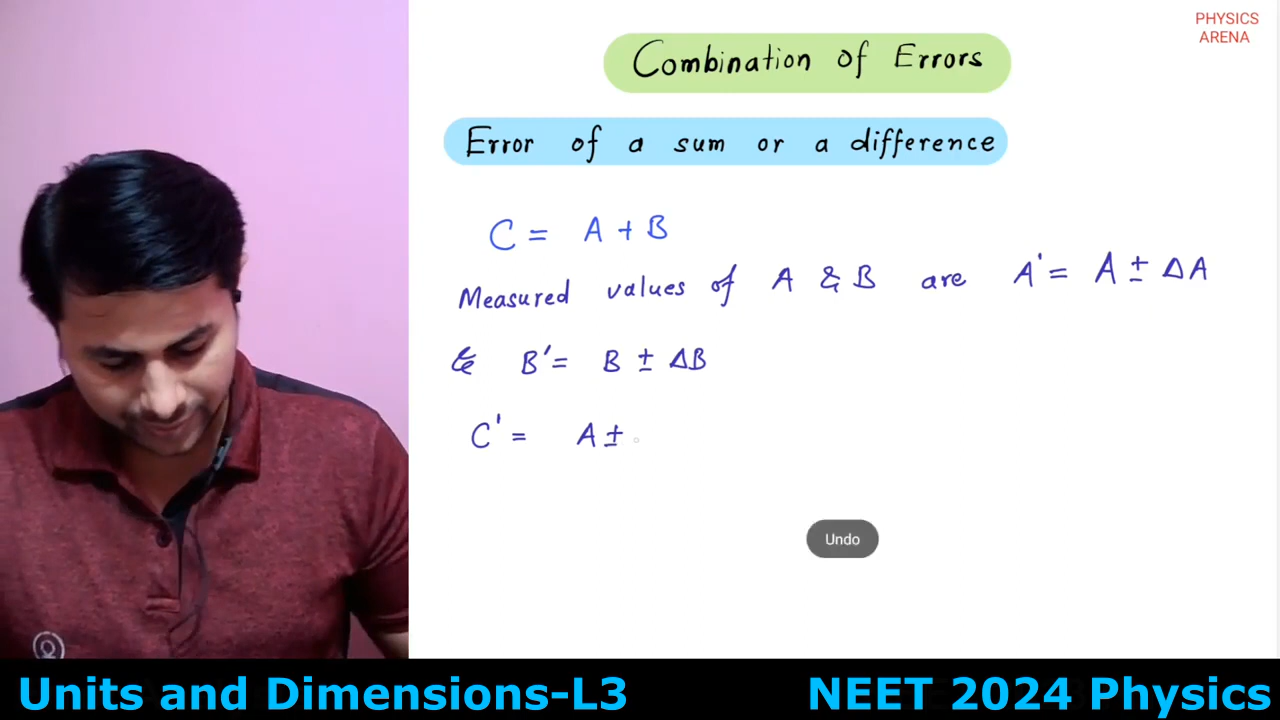 PHYSICS
ARENA
Combination of Errors
Error of a sum or a difference
C = A + B
Measured values of A & B are A' = A ± ΔA
& B' = B ± ΔB
C' = A ±
Undo
Units and Dimensions-L3 NEET 2024 Physics